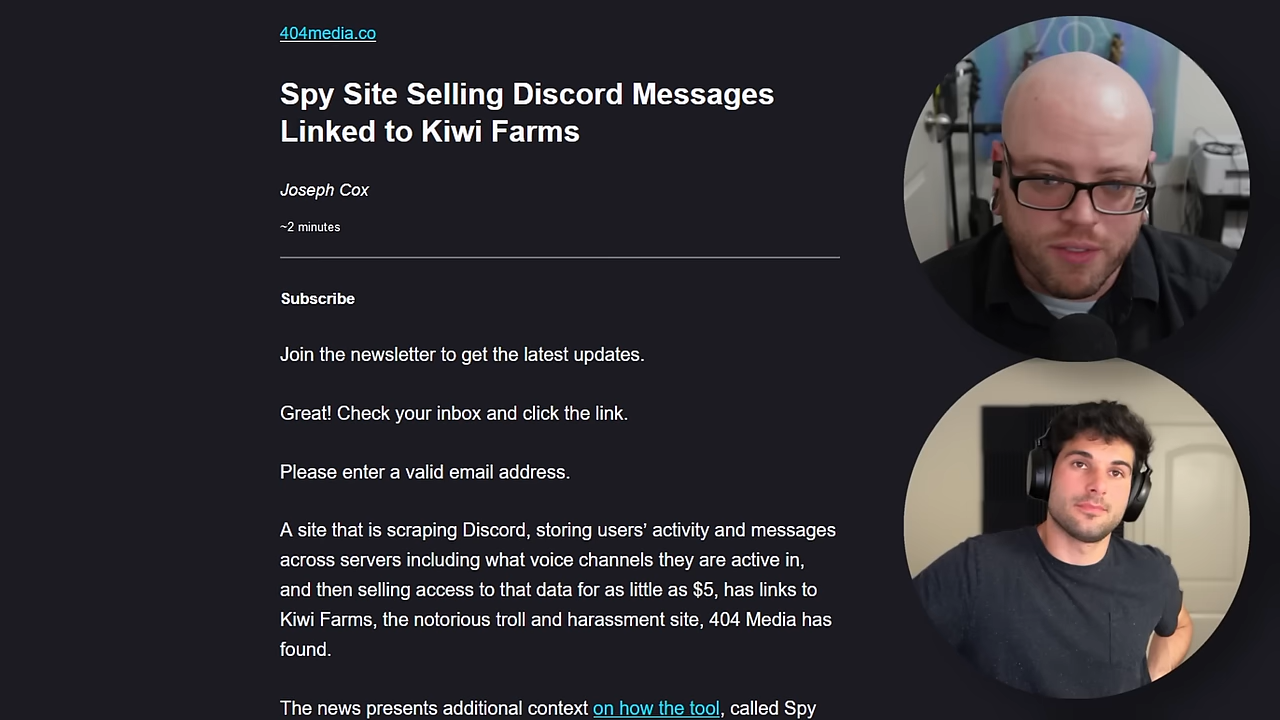 404media.co
Spy Site Selling Discord Messages
Linked to Kiwi Farms
Joseph Cox
~2 minutes
Subscribe
Join the newsletter to get the latest updates.
Great! Check your inbox and click the link.
Please enter a valid email address.
A site that is scraping Discord, storing users’ activity and messages
across servers including what voice channels they are active in,
and then selling access to that data for as little as $5, has links to
Kiwi Farms, the notorious troll and harassment site, 404 Media has
found.
The news presents additional context on how the tool, called Spy